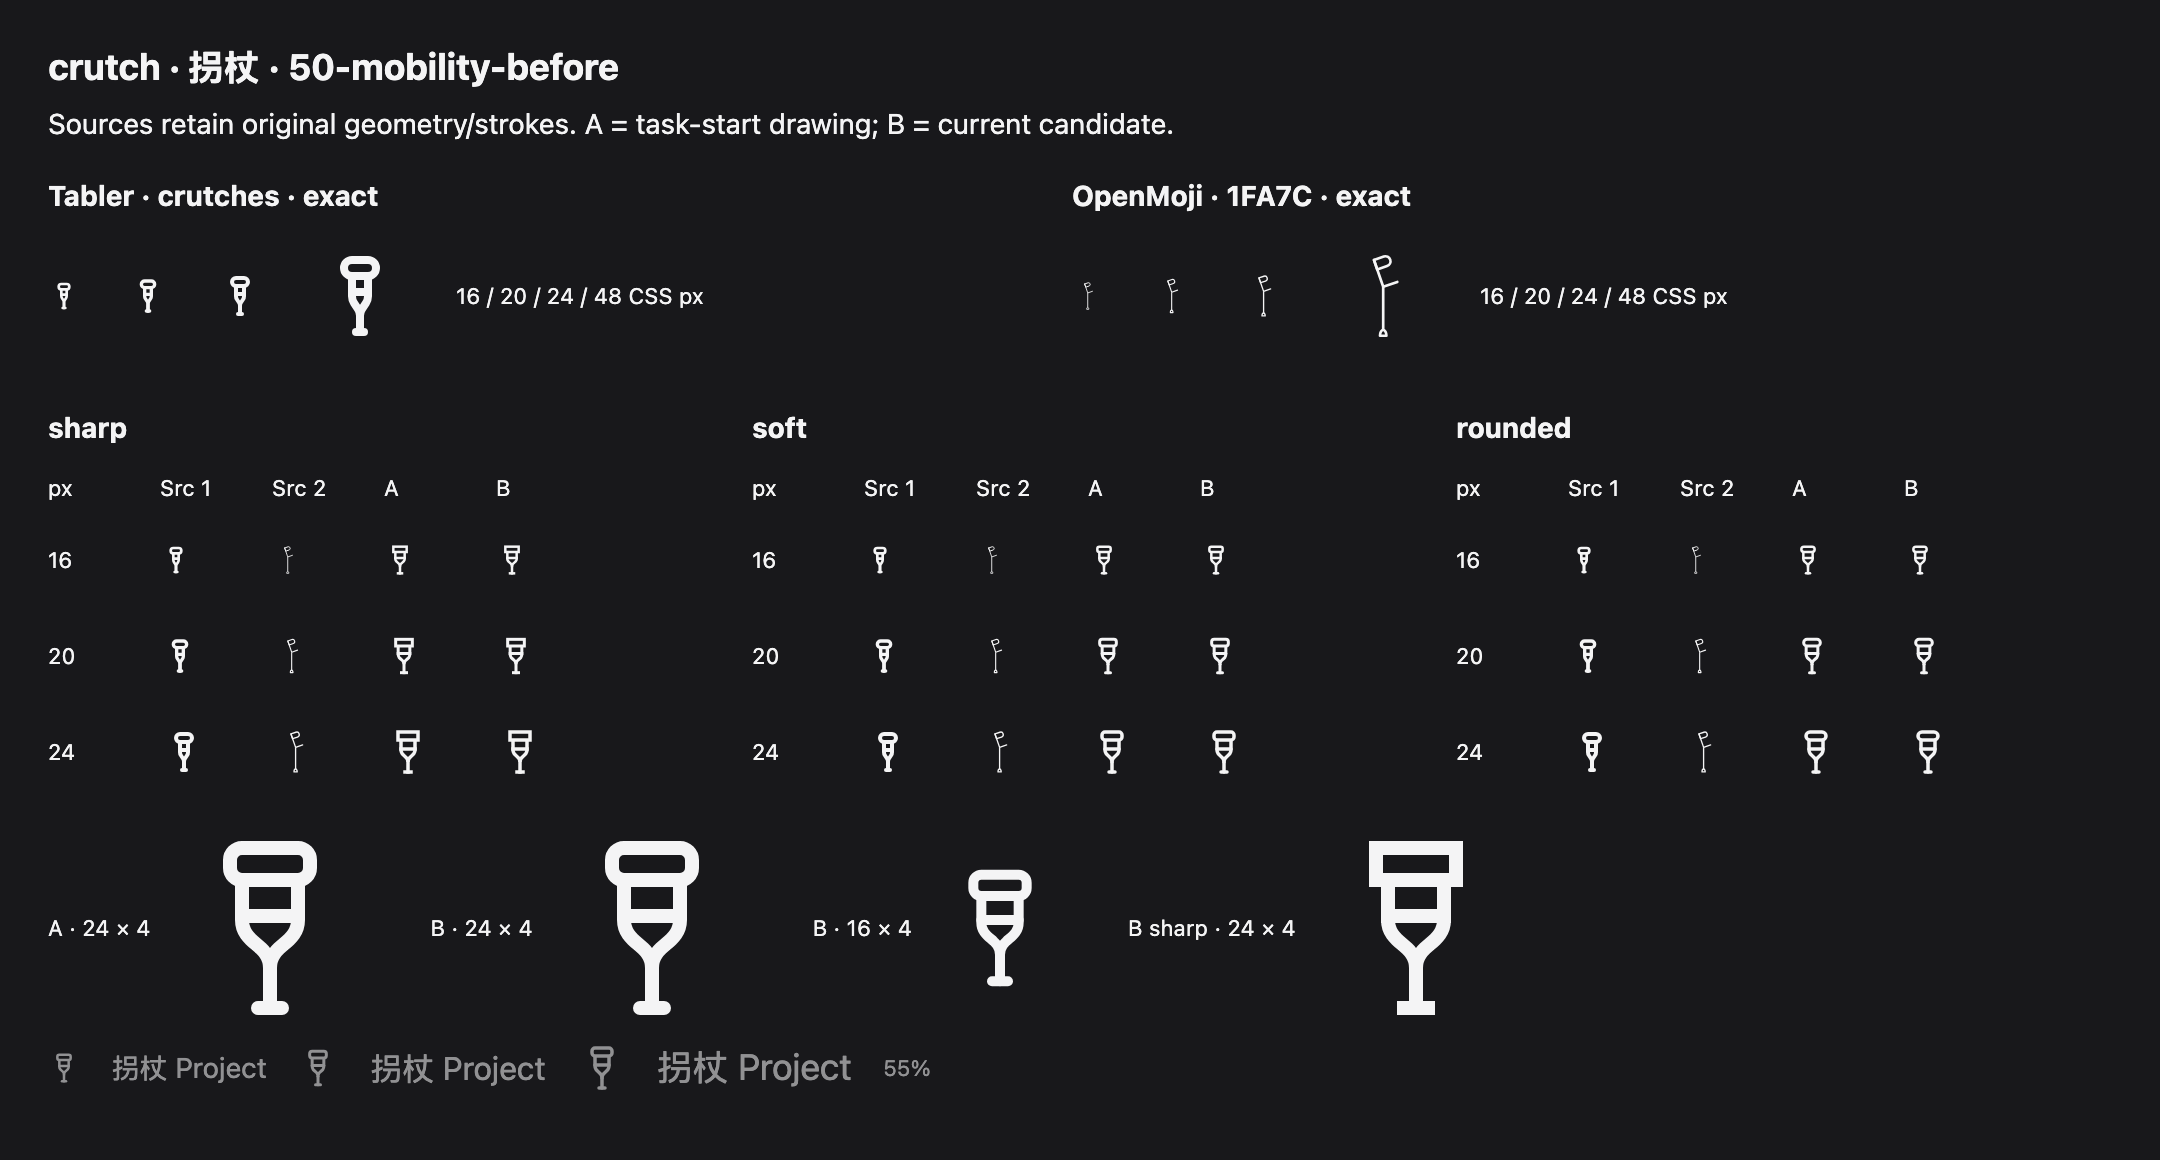 crutch · 拐杖 · 50-mobility-before
Sources retain original geometry/strokes. A = task-start drawing; B = current candidate.
Tabler · crutches · exact
16 / 20 / 24 / 48 CSS px
OpenMoji · 1FA7C · exact
16 / 20 / 24 / 48 CSS px
sharp
px Src 1 Src 2 A B
16
20
24
soft
px Src 1 Src 2 A B
16
20
24
rounded
px Src 1 Src 2 A B
16
20
24
A · 24 × 4
B · 24 × 4
B · 16 × 4
B sharp · 24 × 4
拐杖 Project 拐杖 Project 拐杖 Project 55%